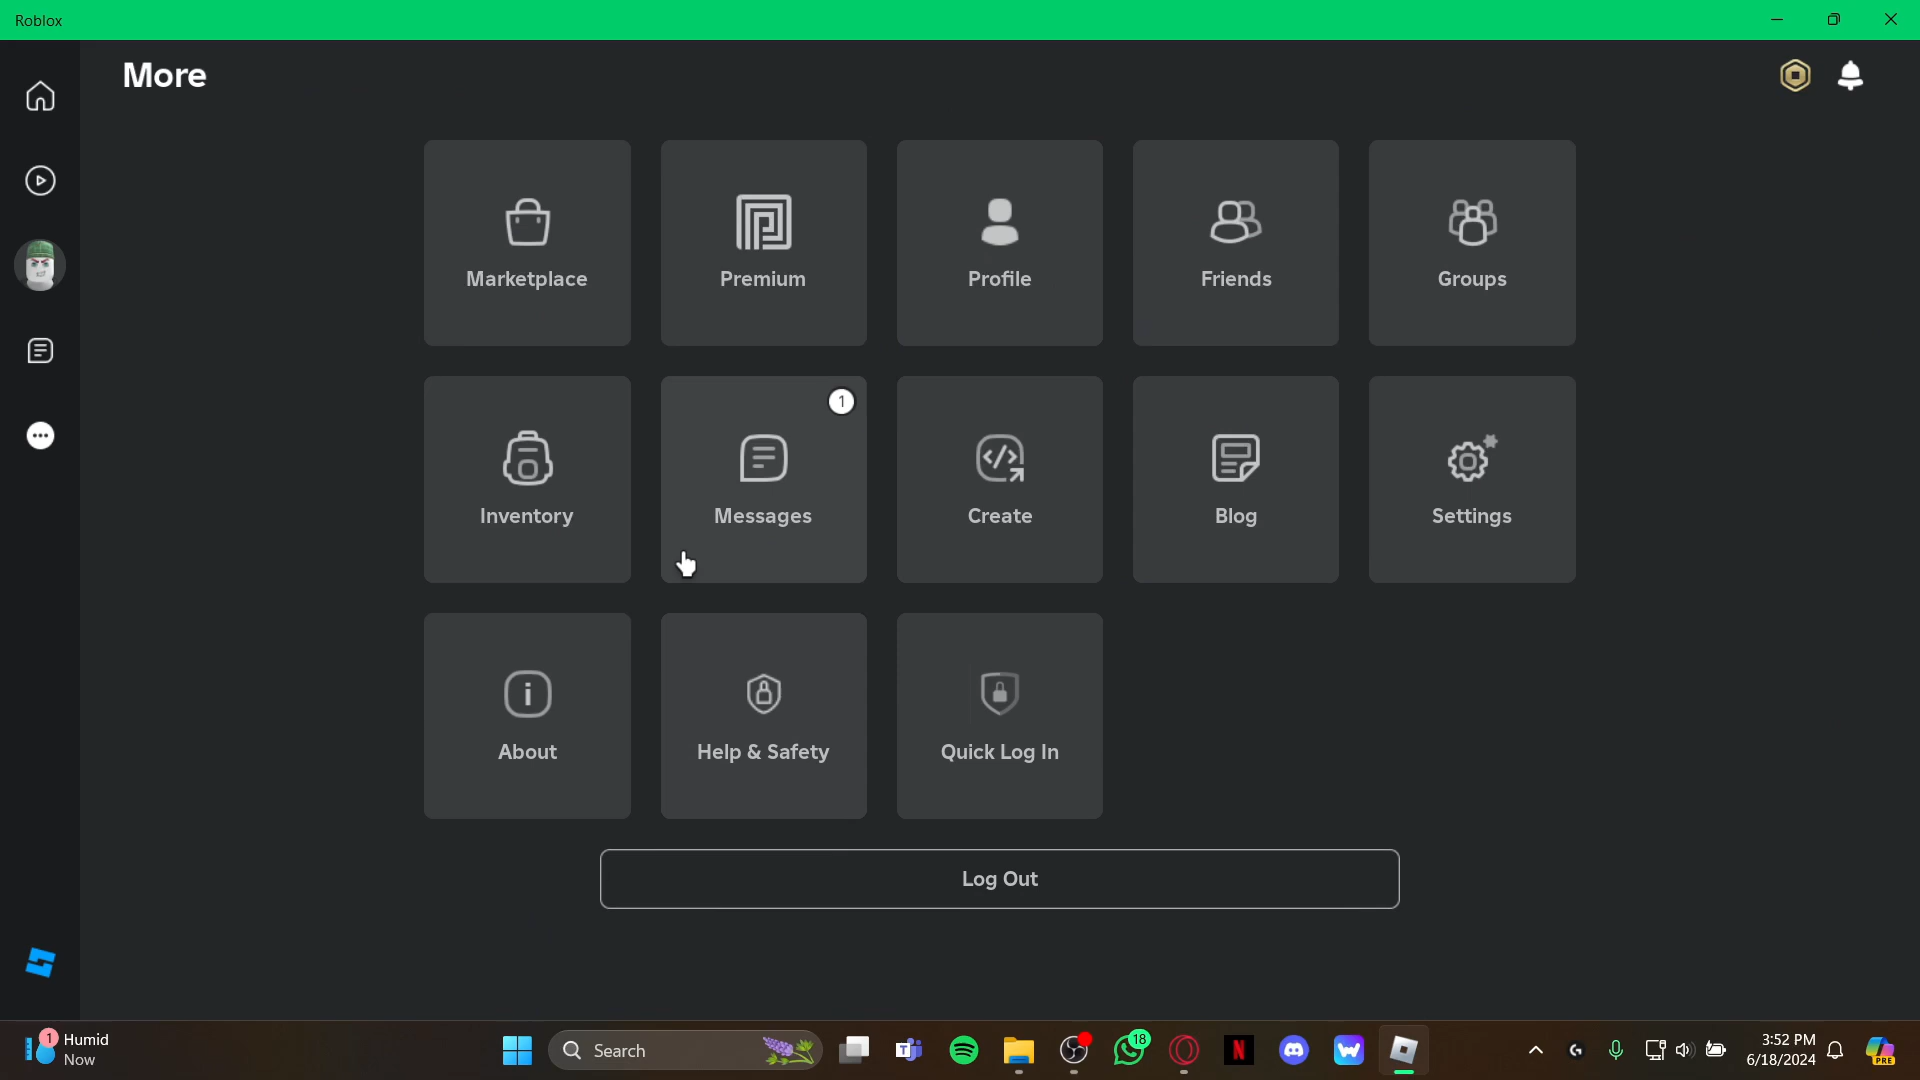 Roblox
More
Marketplace
Premium
Profile
Friends
Groups
1
Inventory
Messages
Create
Blog
Settings
About
Help & Safety
Quick Log In
Log Out
1
Humid
Now
Search
18
3:52 PM
6/18/2024
PRE